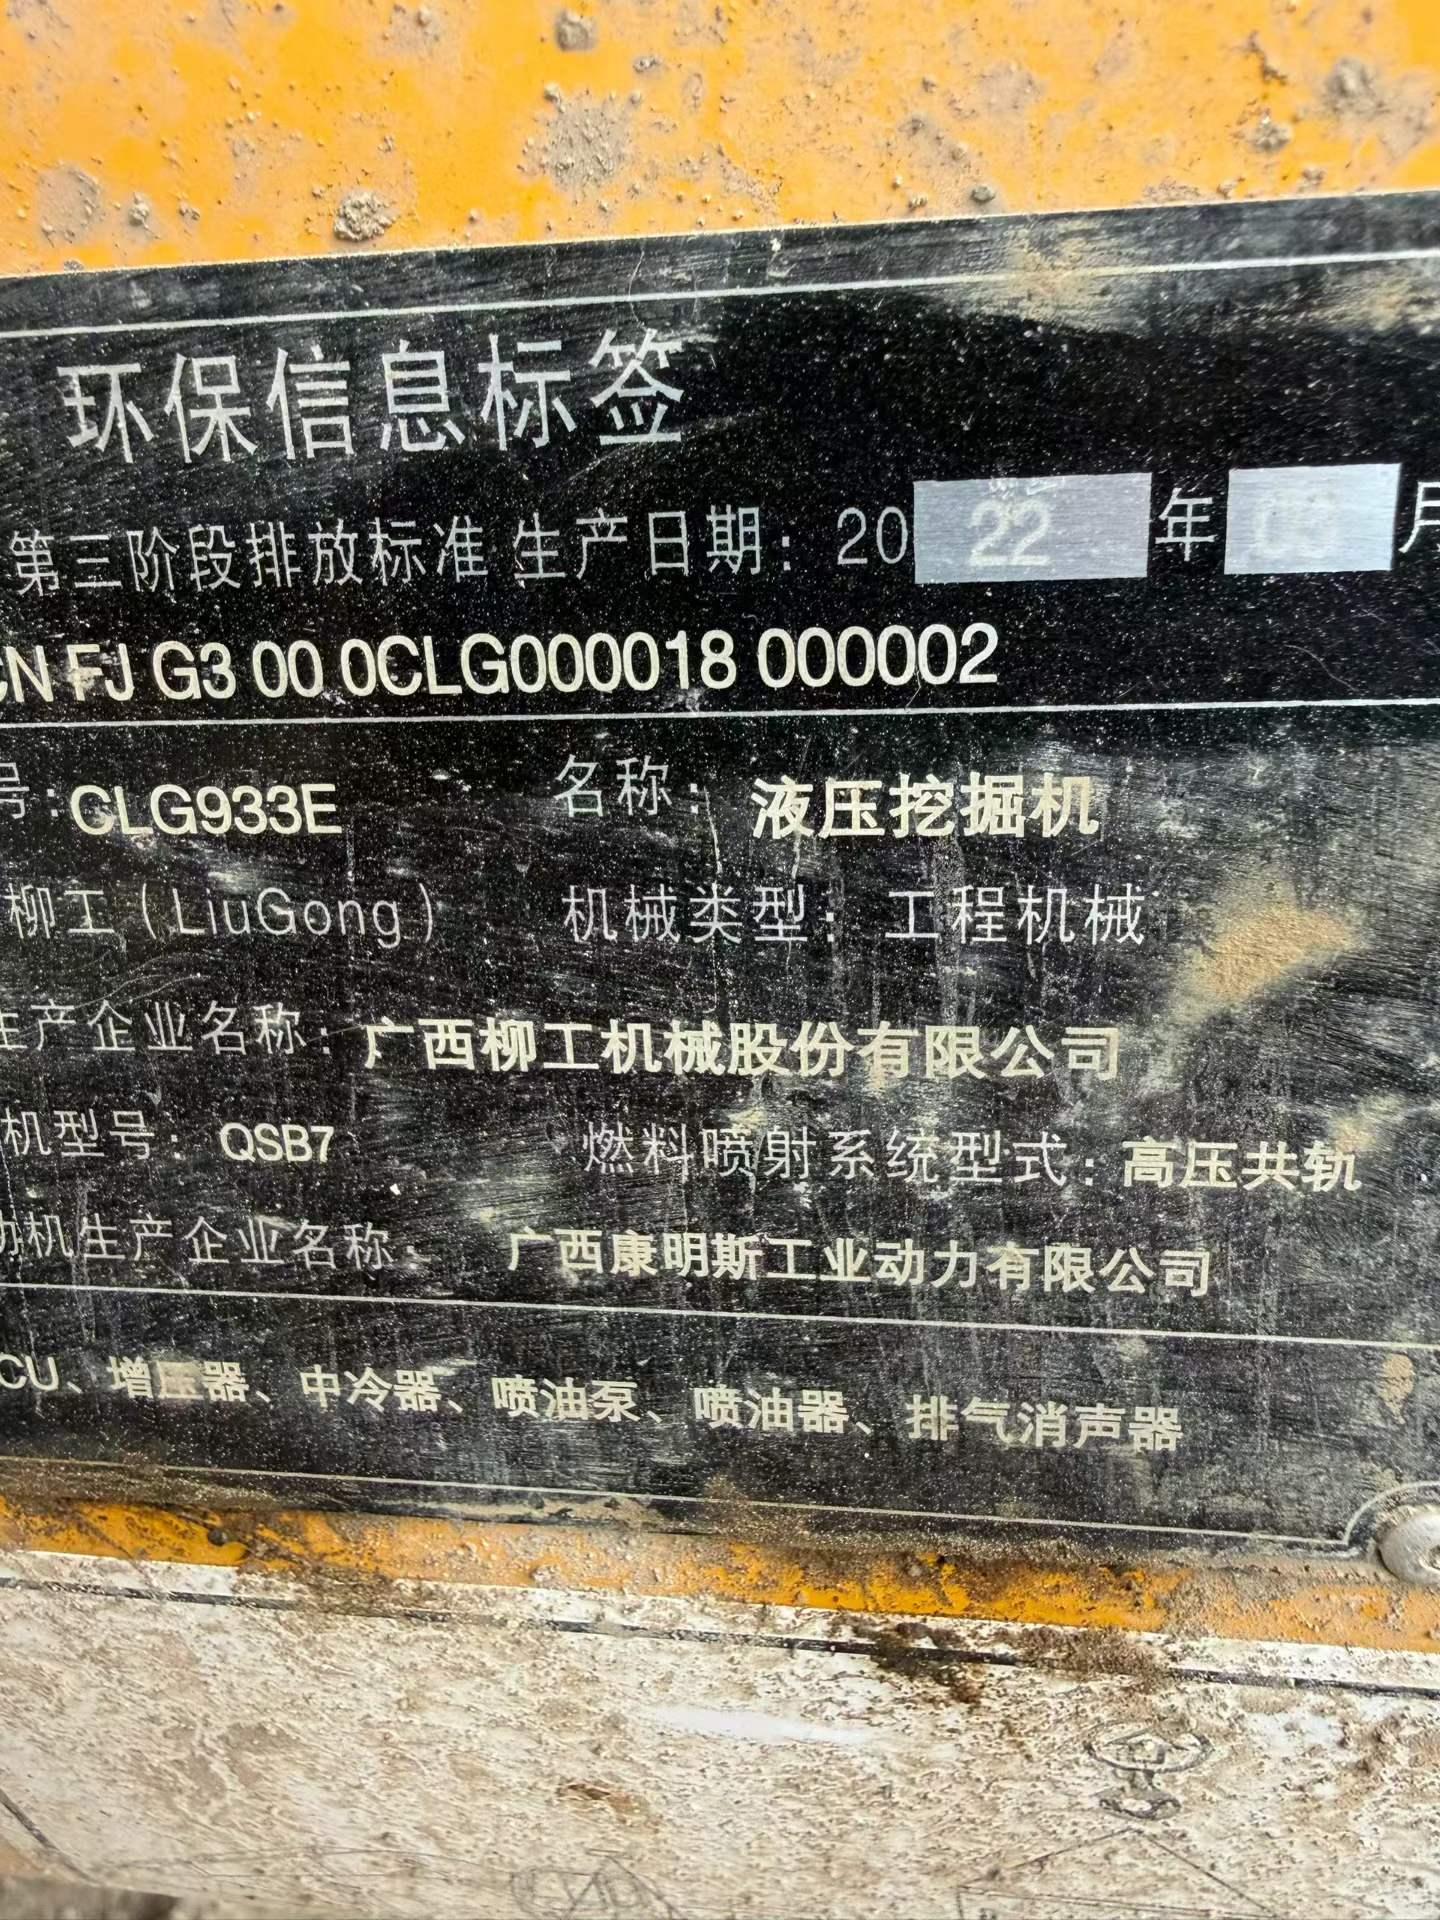 环保信息标签
第三阶段排放标准 生产日期：2022年 月
CN FJ G3 00 0CLG000018 000002
号：CLG933E 名称：液压挖掘机
柳工（LiuGong） 机械类型：工程机械
生产企业名称：广西柳工机械股份有限公司
机型号：QSB7 燃料喷射系统型式：高压共轨
动机生产企业名称：广西康明斯工业动力有限公司
CU、增压器、中冷器、喷油泵、喷油器、排气消声器